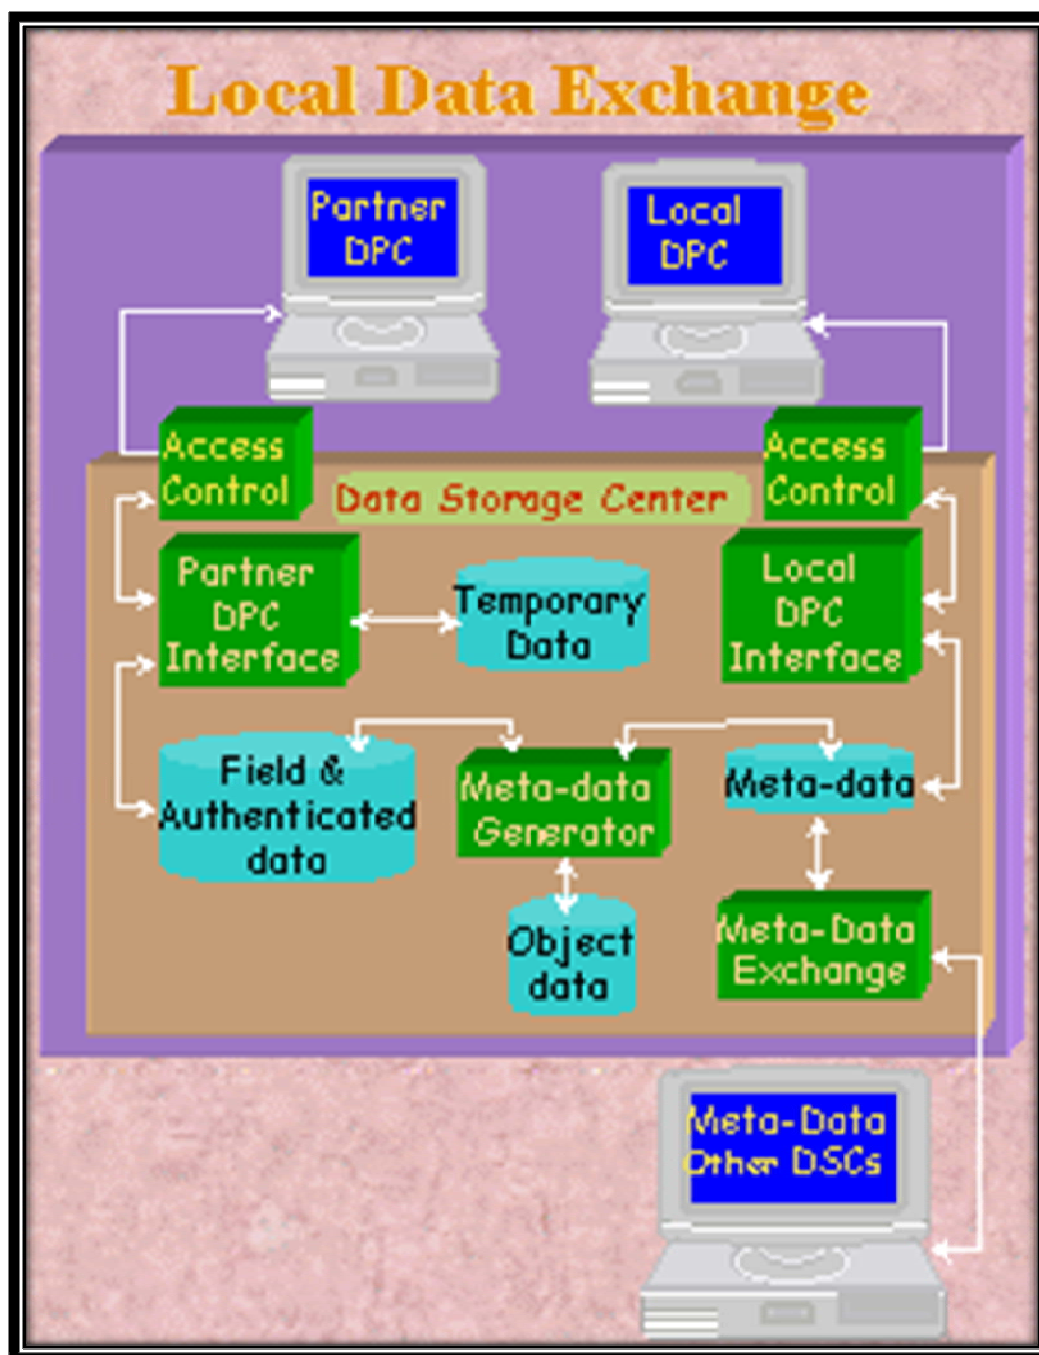 Local Data Exchange
Partner
DPC
Local
DPC
Access
Control
Access
Control
Data Storage Center
Partner
DPC
Interface
Temporary
Data
Local
DPC
Interface
Field &
Authenticated
data
Meta-data
Generator
Meta-data
Object
data
Meta-Data
Exchange
Meta-Data
Other DSCs